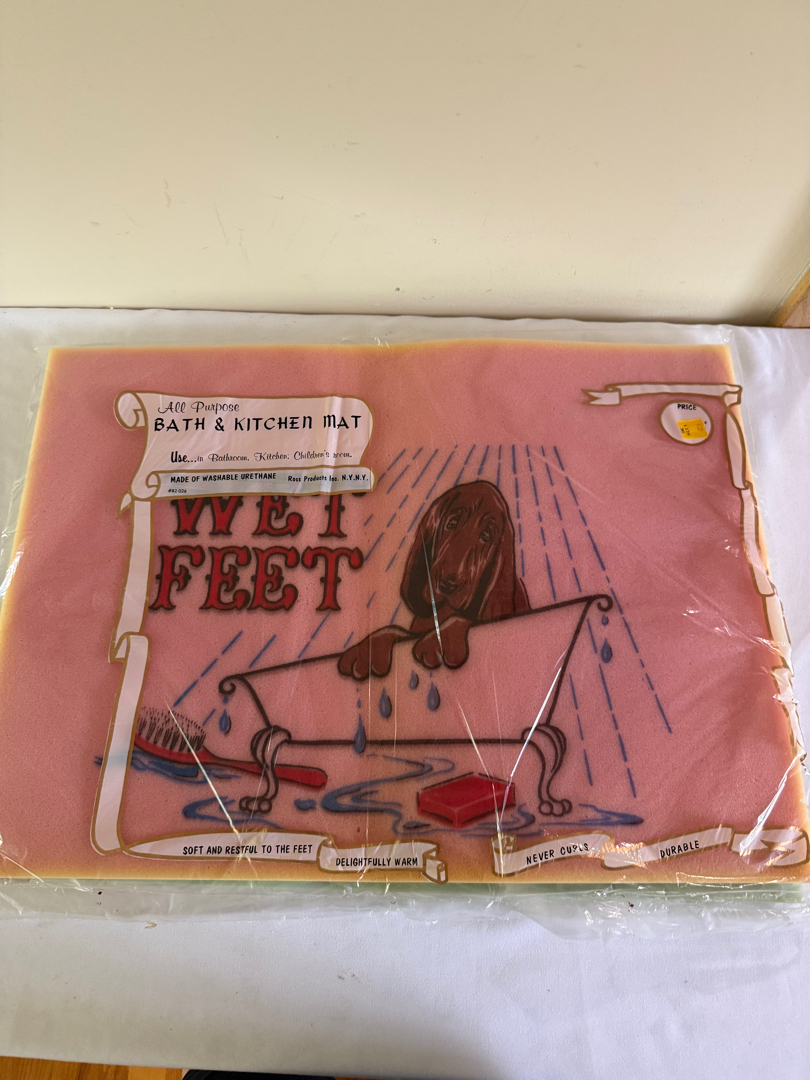 All Purpose
BATH & KITCHEN MAT
Use...in Bathroom, Kitchen, Children's room.
MADE OF WASHABLE URETHANE Ross Products Inc. N.Y.N.Y.
PRICE
WET
FEET
SOFT AND RESTFUL TO THE FEET
DELIGHTFULLY WARM
NEVER CURLS
DURABLE